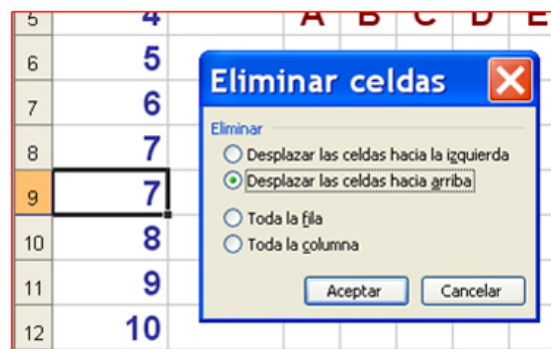 5 4 A B C D E
6 5
Eliminar celdas
7 6
Eliminar
8 7
Desplazar las celdas hacia la izquierda
9 7
Desplazar las celdas hacia arriba
Toda la fila
10 8
Toda la columna
11 9
Aceptar Cancelar
12 10